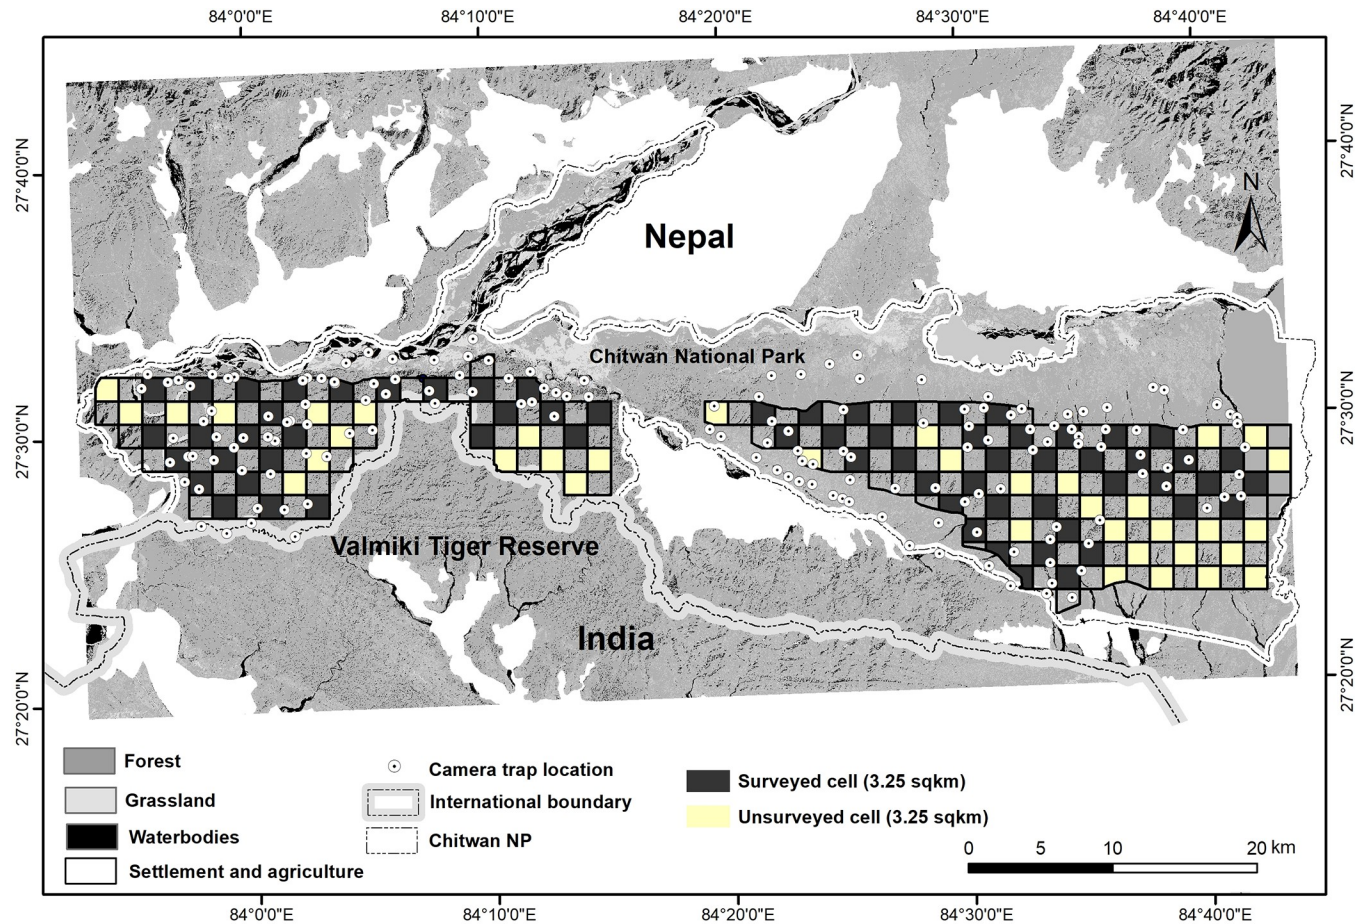 84°0'0"E 84°10'0"E 84°20'0"E 84°30'0"E 84°40'0"E
27°40'0"N
27°40'0"N
N
Nepal
Chitwan National Park
27°30'0"N
27°30'0"N
Valmiki Tiger Reserve
India
27°20'0"N
27°20'0"N
Forest
Grassland
Waterbodies
Settlement and agriculture
Camera trap location
International boundary
Chitwan NP
Surveyed cell (3.25 sqkm)
Unsurveyed cell (3.25 sqkm)
0 5 10 20 km
84°0'0"E 84°10'0"E 84°20'0"E 84°30'0"E 84°40'0"E